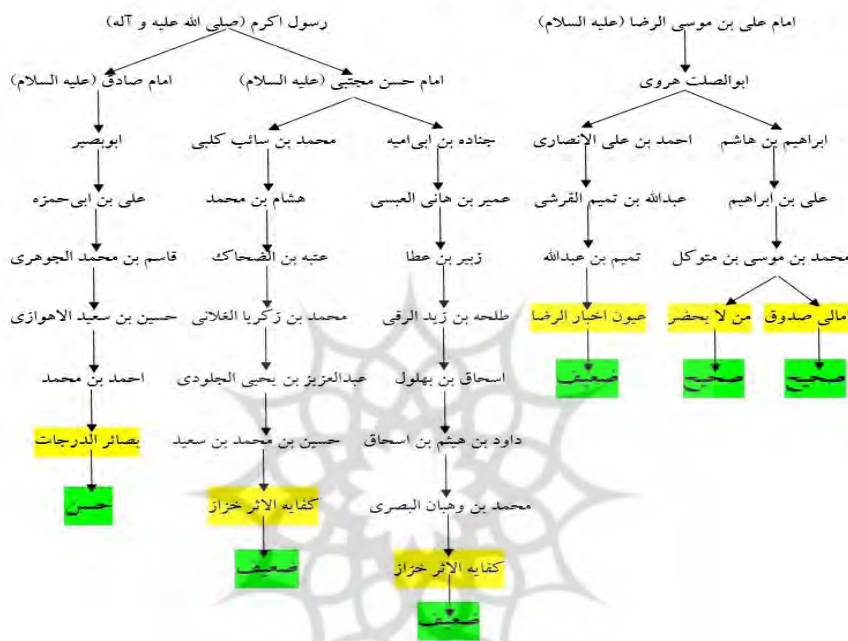 امام علی بن موسی الرضا (علیه السلام)
رسول اکرم (صلی الله علیه و آله)
ابوالصلت هروی
امام حسن مجتبی (علیه السلام)
امام صادق (علیه السلام)
ابراهیم بن هاشم
احمد بن علی الانصاری
جناده بن ابی‌امیه
محمد بن سائب کلبی
ابوبصیر
علی بن ابراهیم
عبدالله بن تمیم القرشی
عمیر بن هانی العبسی
هشام بن محمد
علی بن ابی‌حمزه
محمد بن موسی بن متوکل
تمیم بن عبدالله
زبیر بن عطا
عتبه بن الضحاک
قاسم بن محمد الجوهری
امالی صدوق
من لا یحضر
عیون اخبار الرضا
طلحه بن زید الرقی
محمد بن زکریا الغلانی
حسین بن سعید الاهوازی
صحیح
صحیح
ضعیف
اسحاق بن بهلول
عبدالعزیز بن یحیی الجلودی
احمد بن محمد
داود بن هیثم بن اسحاق
حسین بن محمد بن سعید
بصائر الدرجات
محمد بن وهبان البصری
کفایه الاثر خزاز
حسن
کفایه الاثر خزاز
ضعیف
ضعیف